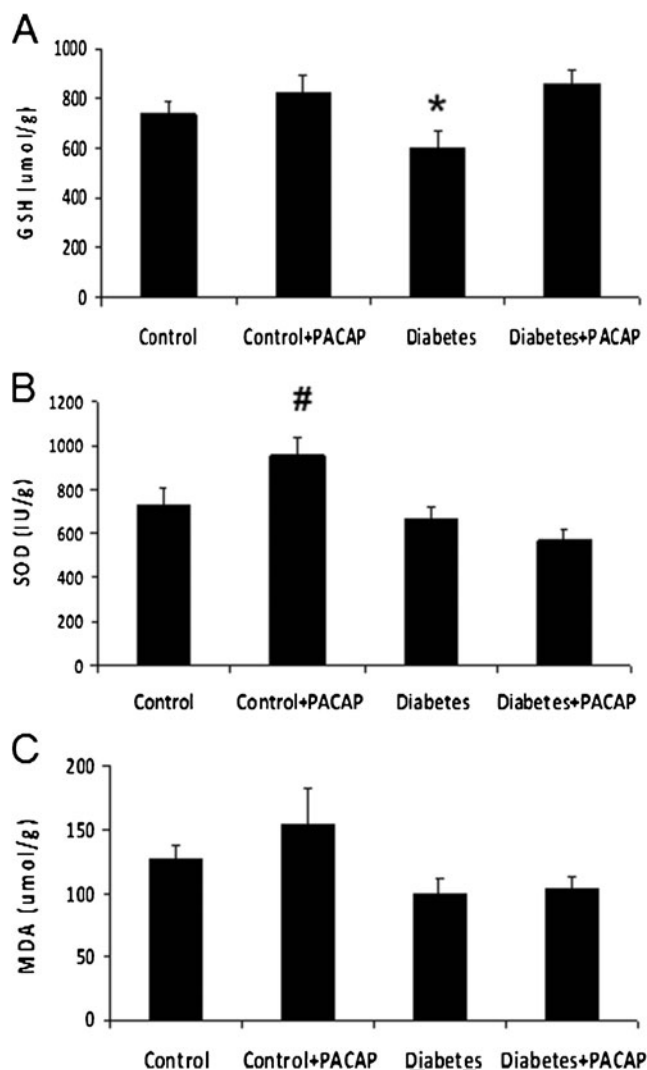 A
GSH (umol/g)
1000
800
600
400
200
0
*
Control Control+PACAP Diabetes Diabetes+PACAP
B
SOD (IU/g)
1200
1000
800
600
400
200
0
#
Control Control+PACAP Diabetes Diabetes+PACAP
C
MDA (umol/g)
200
150
100
50
0
Control Control+PACAP Diabetes Diabetes+PACAP